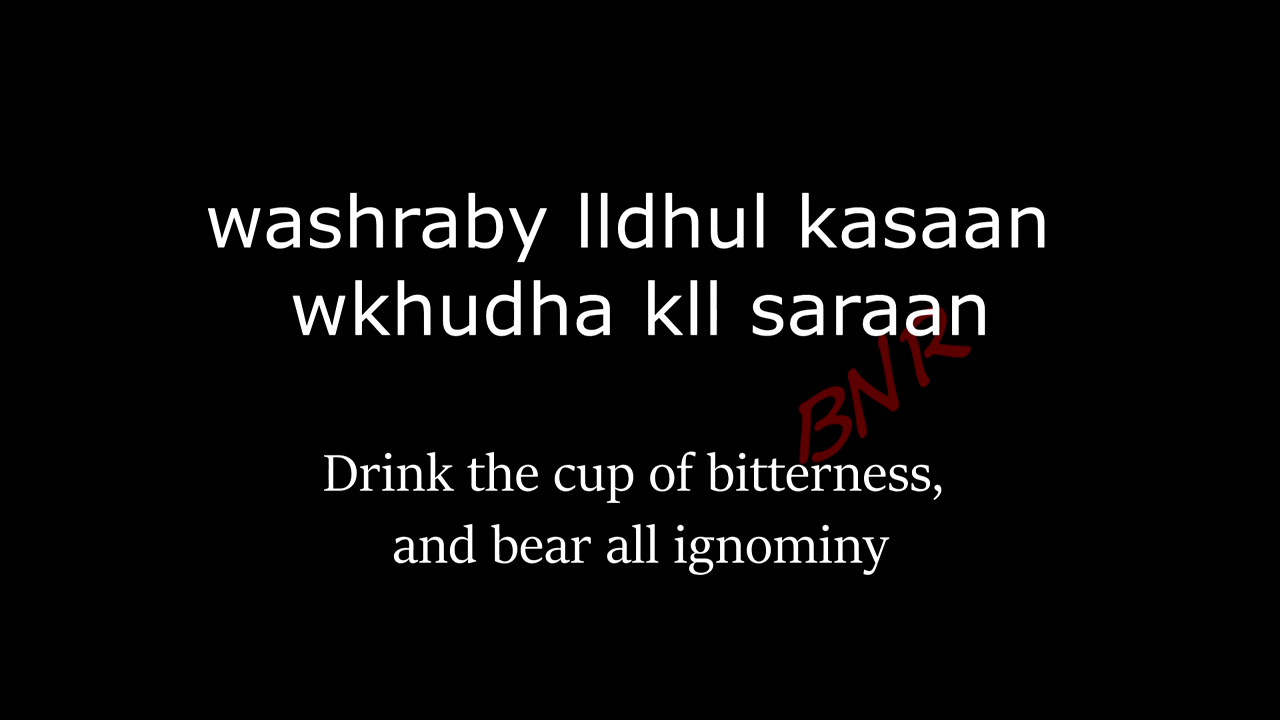 washraby lldhul kasaan
wkhudha kll saraan
BNR
Drink the cup of bitterness,
and bear all ignominy